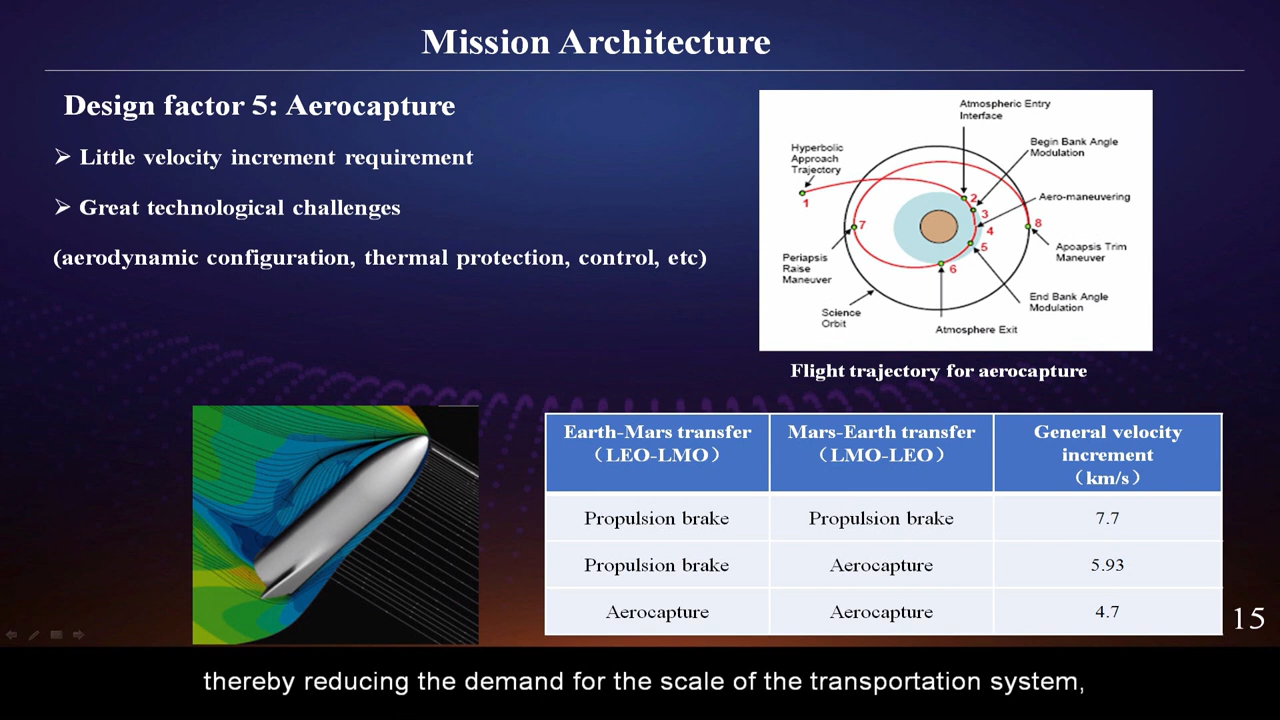 Mission Architecture
Design factor 5: Aerocapture
➢ Little velocity increment requirement
➢ Great technological challenges
(aerodynamic configuration, thermal protection, control, etc)
Atmospheric Entry
Interface
Hyperbolic
Approach
Trajectory
Begin Bank Angle
Modulation
Aero-maneuvering
1
2
3
4
5
6
7
8
Periapsis
Raise
Maneuver
Apoapsis Trim
Maneuver
Science
Orbit
End Bank Angle
Modulation
Atmosphere Exit
Flight trajectory for aerocapture
Earth-Mars transfer
（LEO-LMO）
Mars-Earth transfer
（LMO-LEO）
General velocity
increment
（km/s）
Propulsion brake
Propulsion brake
7.7
Propulsion brake
Aerocapture
5.93
Aerocapture
Aerocapture
4.7
15
thereby reducing the demand for the scale of the transportation system,